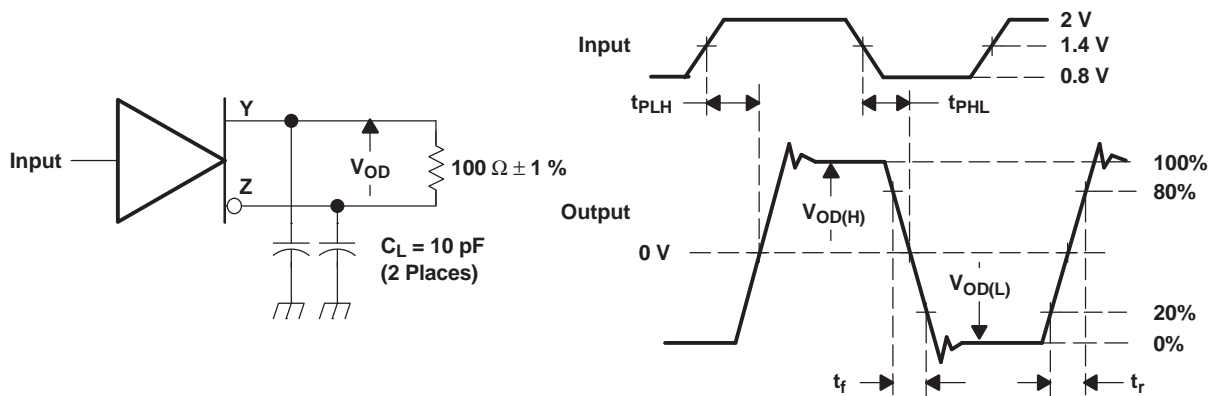 Input
Y
Z
V_OD
100 Ω ± 1 %
C_L = 10 pF
(2 Places)
Input
2 V
1.4 V
0.8 V
t_PLH
t_PHL
Output
0 V
V_OD(H)
V_OD(L)
100%
80%
20%
0%
t_f
t_r